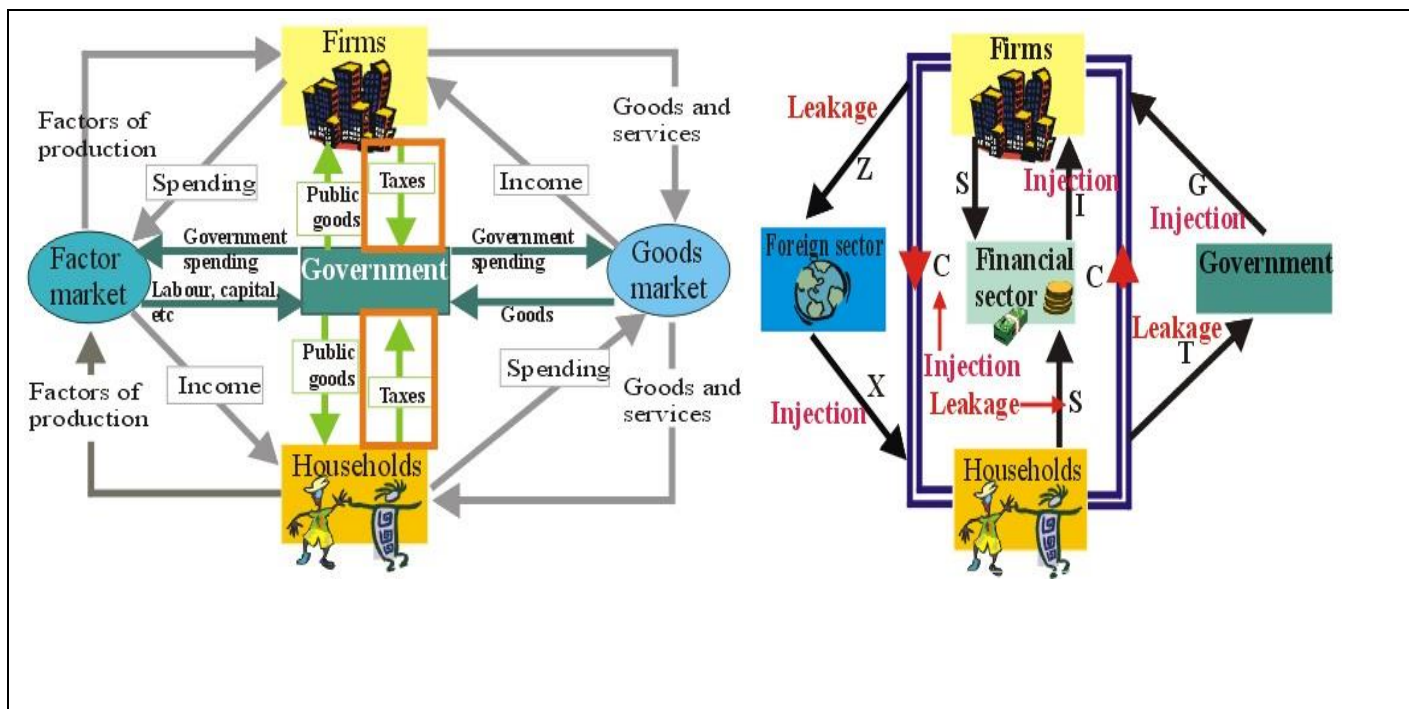 Firms
Factors of
production
Spending
Public
goods
Taxes
Income
Goods and
services
Factor
market
Government
spending
Labour, capital,
etc
Government
Government
spending
Goods
Goods
market
Factors of
production
Income
Public
goods
Taxes
Spending
Goods and
services
Households
Firms
Leakage
Z
S
Injection
I
G
Injection
Foreign sector
C
Financial
sector
C
Government
Leakage
T
Injection
X
Injection
Leakage
S
Households